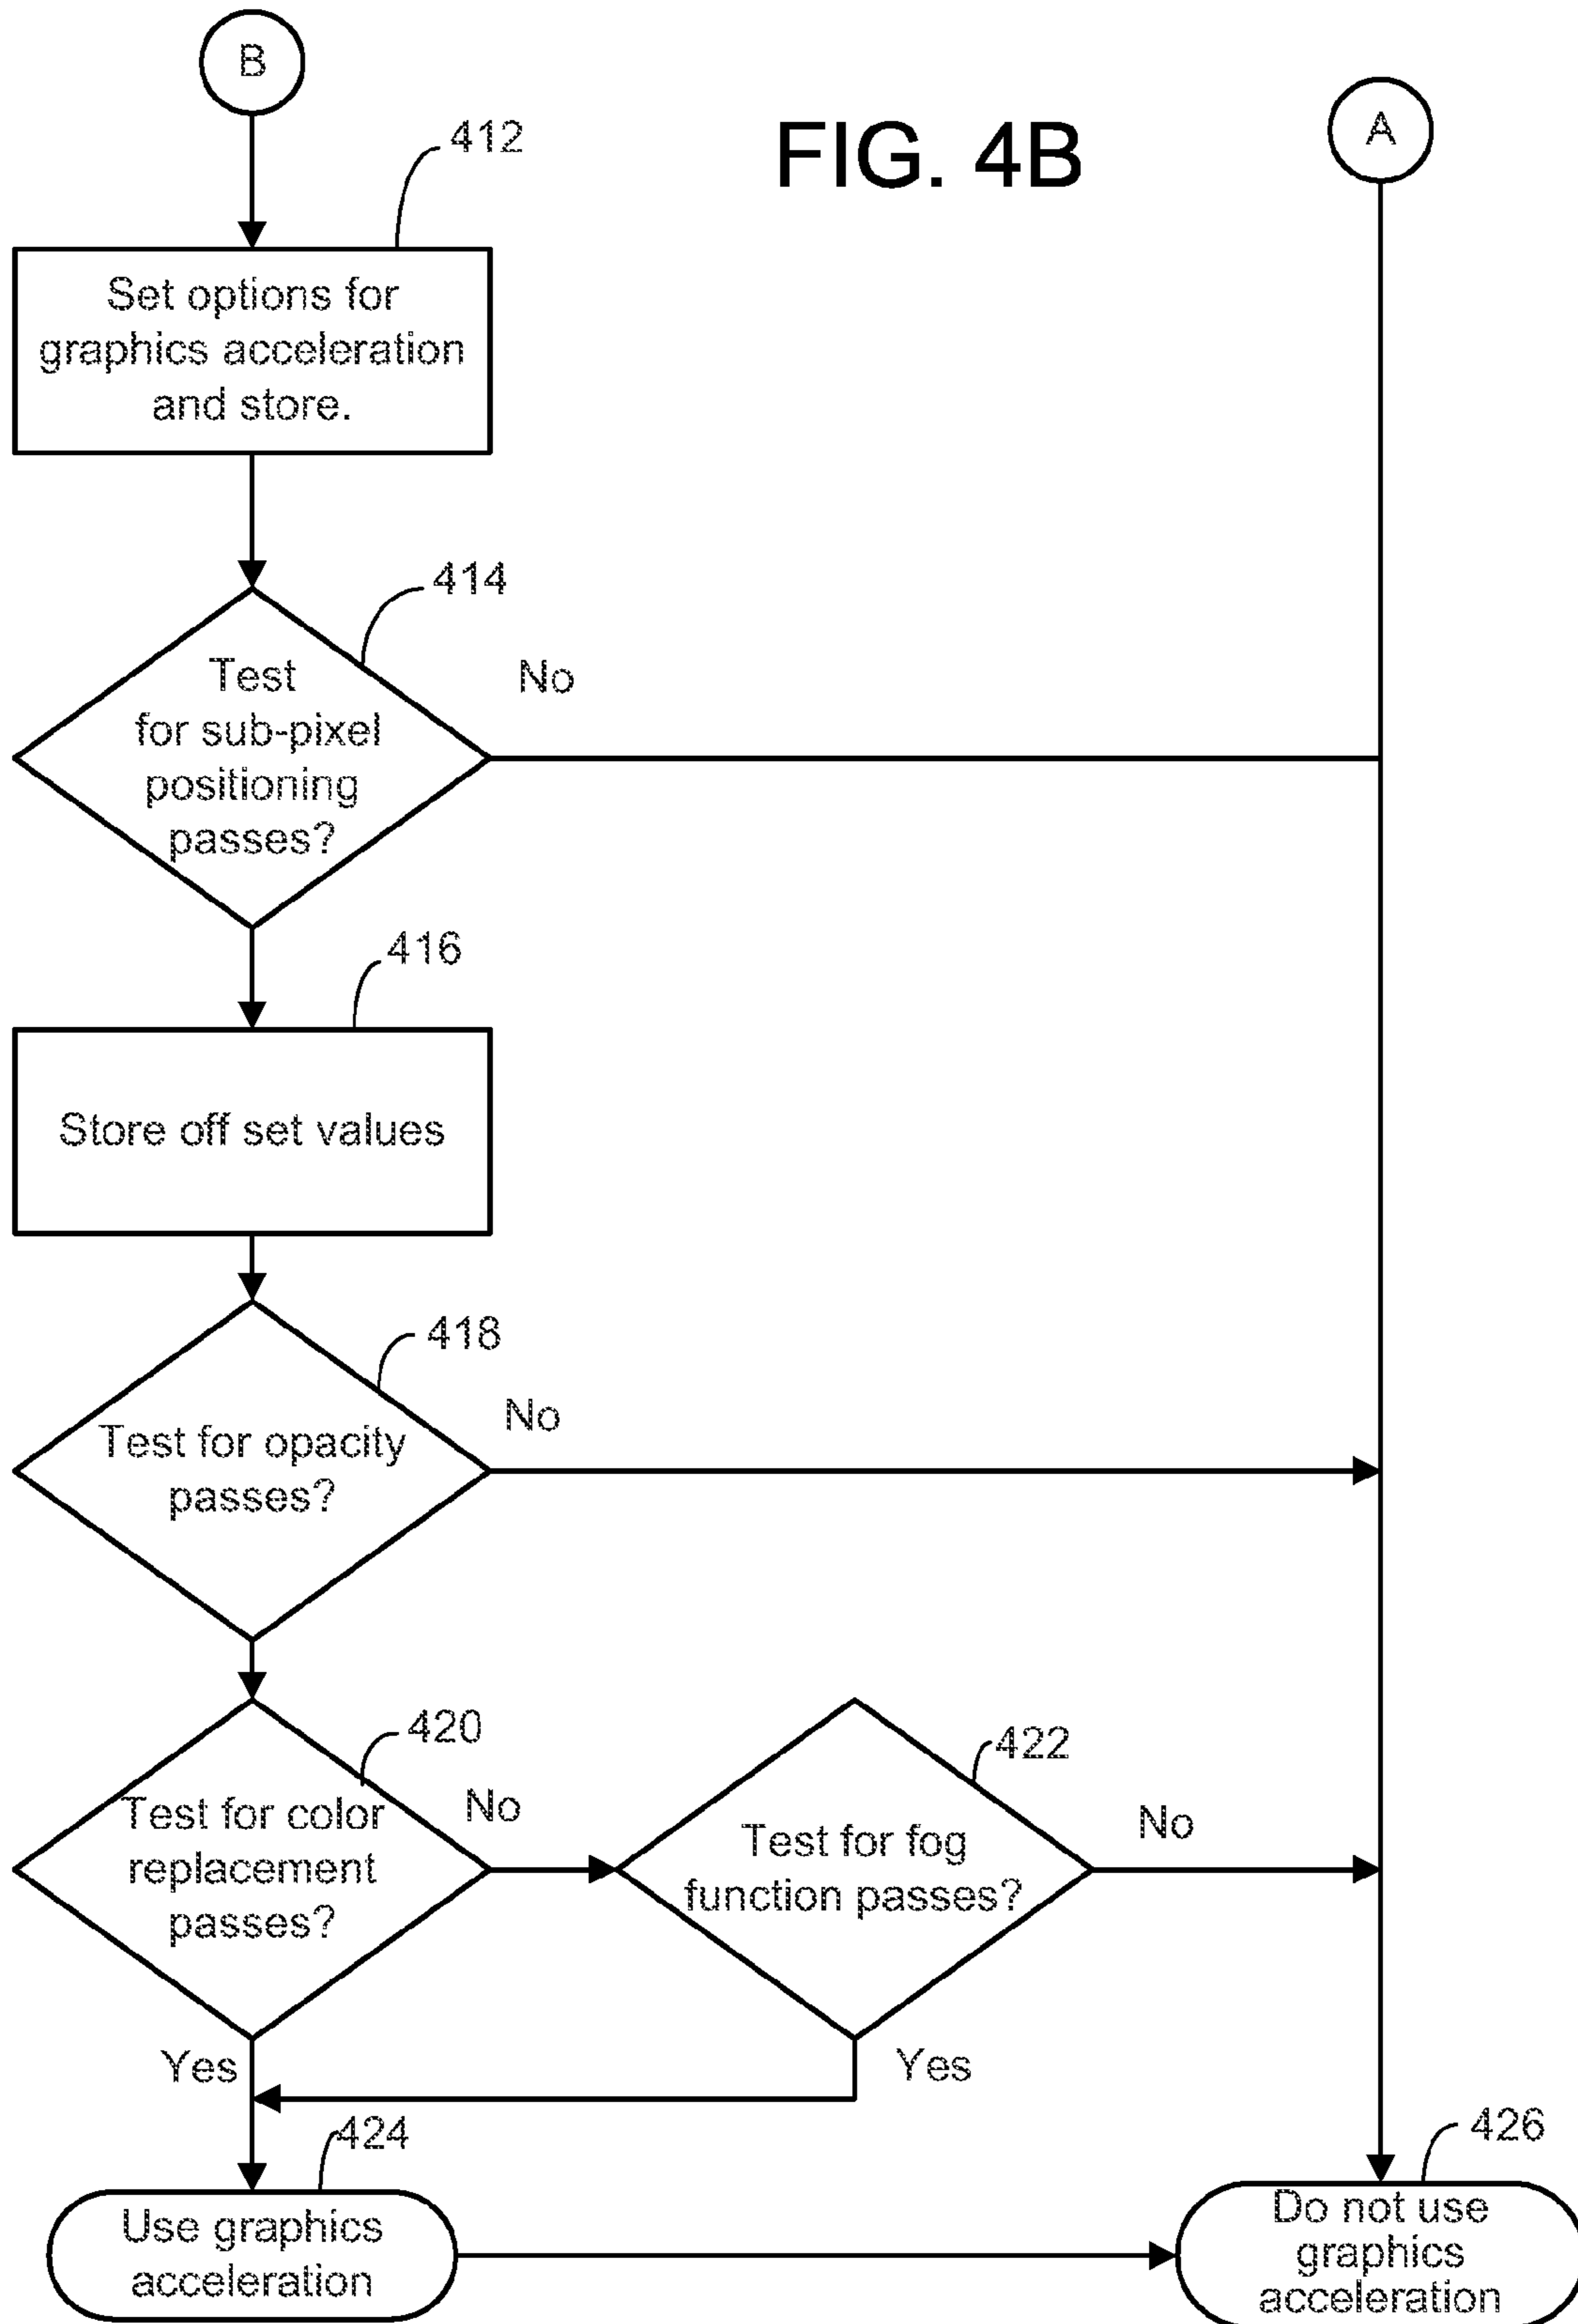 B
A
FIG. 4B
412
Set options for
graphics acceleration
and store.
414
Test
for sub-pixel
positioning
passes?
No
416
Store off set values
418
Test for opacity
passes?
No
420
Test for color
replacement
passes?
No
422
Test for fog
function passes?
No
Yes
Yes
424
Use graphics
acceleration
426
Do not use
graphics
acceleration